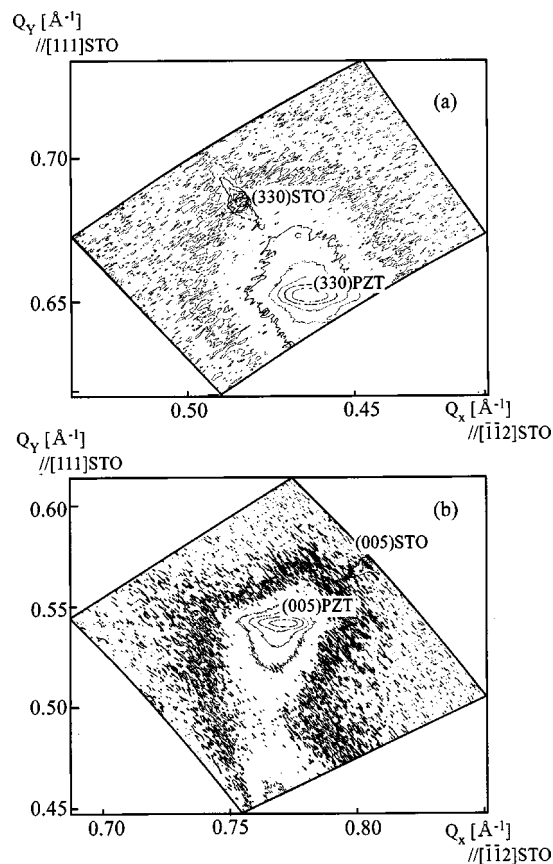 Q_Y [Å⁻¹]
//[111]STO
(a)
0.70
(330)STO
(330)PZT
0.65
0.50 0.45
Q_X [Å⁻¹]
//[1̄1̄2]STO
Q_Y [Å⁻¹]
//[111]STO
(b)
0.60
(005)STO
(005)PZT
0.55
0.50
0.45
0.70 0.75 0.80
Q_X [Å⁻¹]
//[1̄1̄2]STO